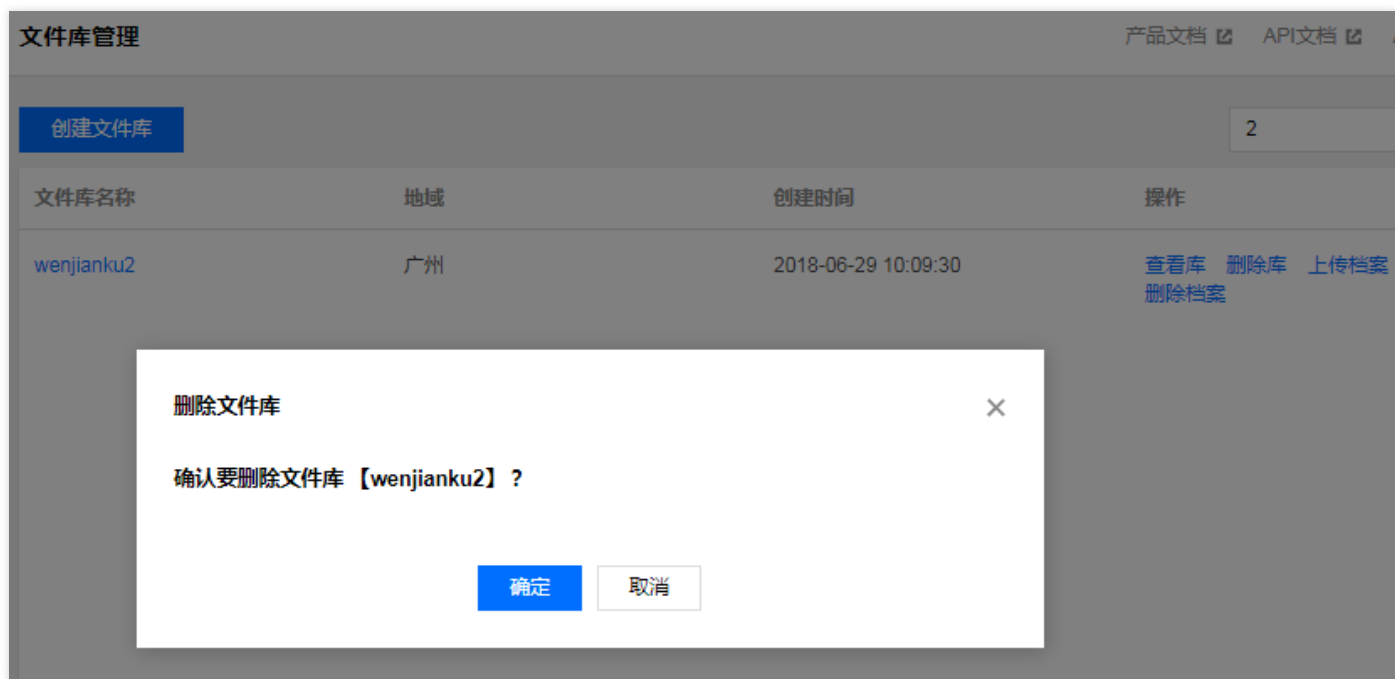 文件库管理
产品文档 API文档
创建文件库
2
文件库名称 地域 创建时间 操作
wenjianku2 广州 2018-06-29 10:09:30 查看库 删除库 上传档案
删除档案
删除文件库
确认要删除文件库 【wenjianku2】 ?
确定 取消